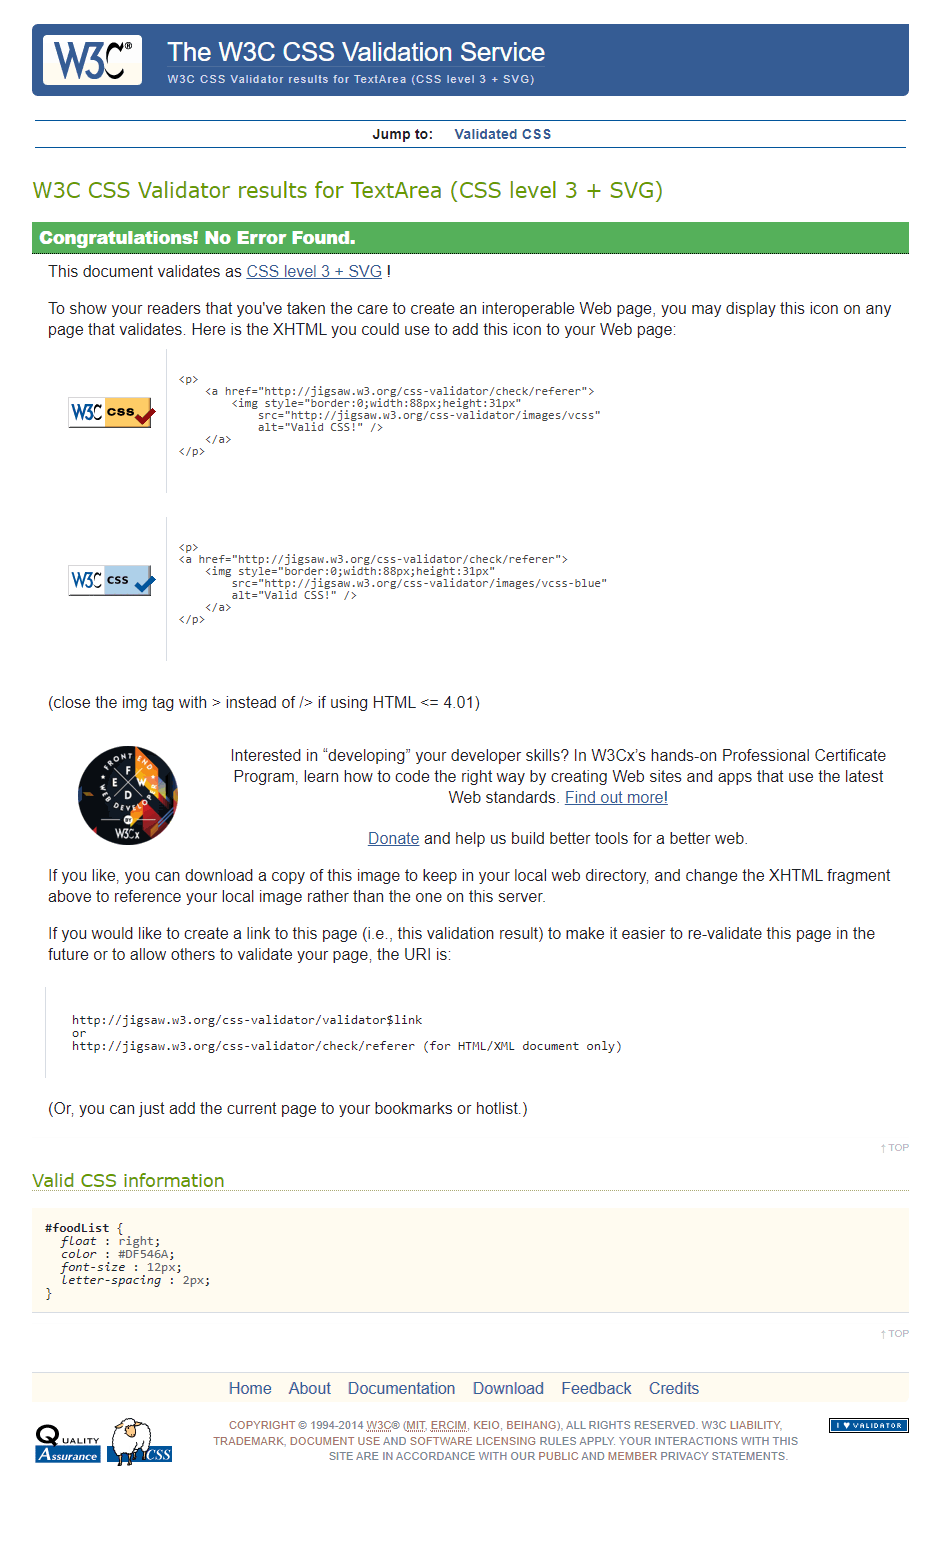 W3C®
The W3C CSS Validation Service
W3C CSS Validator results for TextArea (CSS level 3 + SVG)
Jump to: Validated CSS
W3C CSS Validator results for TextArea (CSS level 3 + SVG)
Congratulations! No Error Found.
This document validates as CSS level 3 + SVG !
To show your readers that you've taken the care to create an interoperable Web page, you may display this icon on any
page that validates. Here is the XHTML you could use to add this icon to your Web page:
W3C CSS
<p>
<a href="http://jigsaw.w3.org/css-validator/check/referer">
<img style="border:0;width:88px;height:31px"
src="http://jigsaw.w3.org/css-validator/images/vcss"
alt="Valid CSS!" />
</a>
</p>
W3C CSS
<p>
<a href="http://jigsaw.w3.org/css-validator/check/referer">
<img style="border:0;width:88px;height:31px"
src="http://jigsaw.w3.org/css-validator/images/vcss-blue"
alt="Valid CSS!" />
</a>
</p>
(close the img tag with > instead of /> if using HTML <= 4.01)
FRONT END
F
E W
D
WEB DEVELOPER
BY
W3Cx
Interested in “developing” your developer skills? In W3Cx’s hands-on Professional Certificate
Program, learn how to code the right way by creating Web sites and apps that use the latest
Web standards. Find out more!
Donate and help us build better tools for a better web.
If you like, you can download a copy of this image to keep in your local web directory, and change the XHTML fragment
above to reference your local image rather than the one on this server.
If you would like to create a link to this page (i.e., this validation result) to make it easier to re-validate this page in the
future or to allow others to validate your page, the URI is:
http://jigsaw.w3.org/css-validator/validator$link
or
http://jigsaw.w3.org/css-validator/check/referer (for HTML/XML document only)
(Or, you can just add the current page to your bookmarks or hotlist.)
↑ TOP
Valid CSS information
#foodList {
float : right;
color : #DF546A;
font-size : 12px;
letter-spacing : 2px;
}
↑ TOP
Home About Documentation Download Feedback Credits
QUALITY
Assurance
CSS
COPYRIGHT © 1994-2014 W3C® (MIT, ERCIM, KEIO, BEIHANG), ALL RIGHTS RESERVED. W3C LIABILITY,
TRADEMARK, DOCUMENT USE AND SOFTWARE LICENSING RULES APPLY. YOUR INTERACTIONS WITH THIS
SITE ARE IN ACCORDANCE WITH OUR PUBLIC AND MEMBER PRIVACY STATEMENTS.
I ♥ VALIDATOR